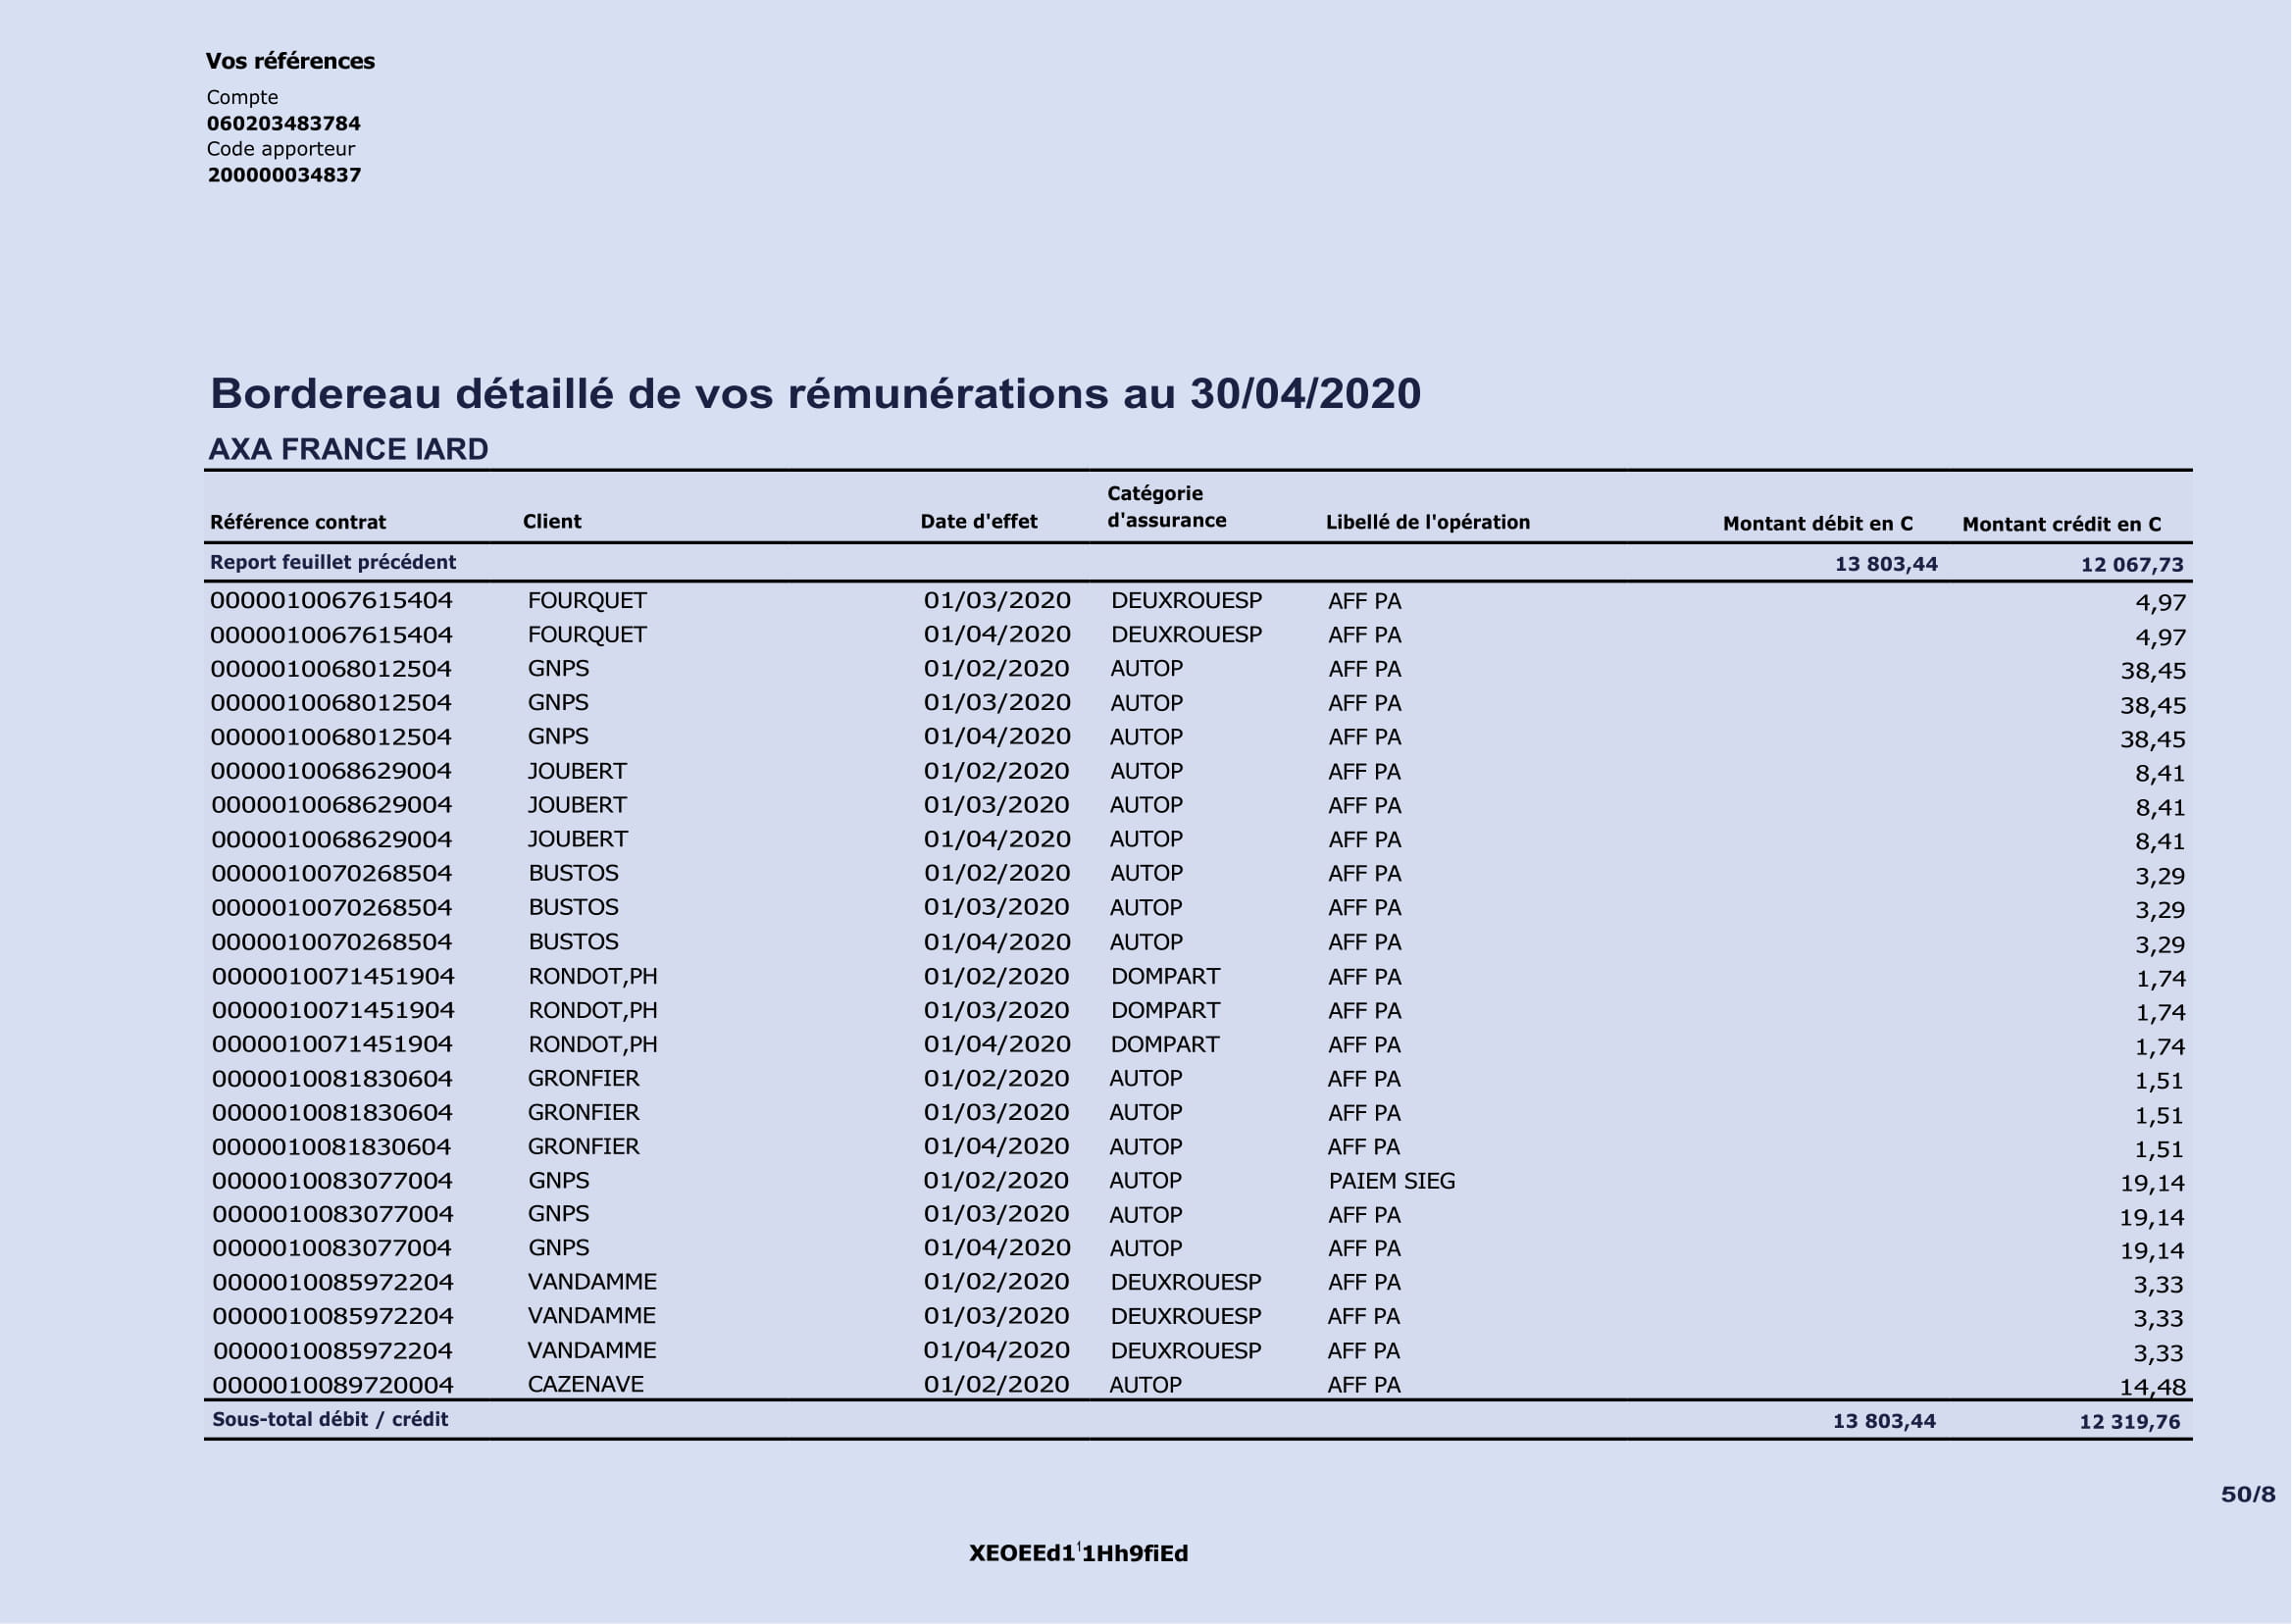 Vos références
Compte
060203483784
Code apporteur
200000034837
Bordereau détaillé de vos rémunérations au 30/04/2020
AXA FRANCE IARD
Référence contrat Client Date d'effet Catégorie d'assurance Libellé de l'opération Montant débit en C Montant crédit en C
Report feuillet précédent 13 803,44 12 067,73
0000010067615404 FOURQUET 01/03/2020 DEUXROUESP AFF PA 4,97
0000010067615404 FOURQUET 01/04/2020 DEUXROUESP AFF PA 4,97
0000010068012504 GNPS 01/02/2020 AUTOP AFF PA 38,45
0000010068012504 GNPS 01/03/2020 AUTOP AFF PA 38,45
0000010068012504 GNPS 01/04/2020 AUTOP AFF PA 38,45
0000010068629004 JOUBERT 01/02/2020 AUTOP AFF PA 8,41
0000010068629004 JOUBERT 01/03/2020 AUTOP AFF PA 8,41
0000010068629004 JOUBERT 01/04/2020 AUTOP AFF PA 8,41
0000010070268504 BUSTOS 01/02/2020 AUTOP AFF PA 3,29
0000010070268504 BUSTOS 01/03/2020 AUTOP AFF PA 3,29
0000010070268504 BUSTOS 01/04/2020 AUTOP AFF PA 3,29
0000010071451904 RONDOT,PH 01/02/2020 DOMPART AFF PA 1,74
0000010071451904 RONDOT,PH 01/03/2020 DOMPART AFF PA 1,74
0000010071451904 RONDOT,PH 01/04/2020 DOMPART AFF PA 1,74
0000010081830604 GRONFIER 01/02/2020 AUTOP AFF PA 1,51
0000010081830604 GRONFIER 01/03/2020 AUTOP AFF PA 1,51
0000010081830604 GRONFIER 01/04/2020 AUTOP AFF PA 1,51
0000010083077004 GNPS 01/02/2020 AUTOP PAIEM SIEG 19,14
0000010083077004 GNPS 01/03/2020 AUTOP AFF PA 19,14
0000010083077004 GNPS 01/04/2020 AUTOP AFF PA 19,14
0000010085972204 VANDAMME 01/02/2020 DEUXROUESP AFF PA 3,33
0000010085972204 VANDAMME 01/03/2020 DEUXROUESP AFF PA 3,33
0000010085972204 VANDAMME 01/04/2020 DEUXROUESP AFF PA 3,33
0000010089720004 CAZENAVE 01/02/2020 AUTOP AFF PA 14,48
Sous-total débit / crédit 13 803,44 12 319,76
50/8
XEOEEd1¹1Hh9fiEd